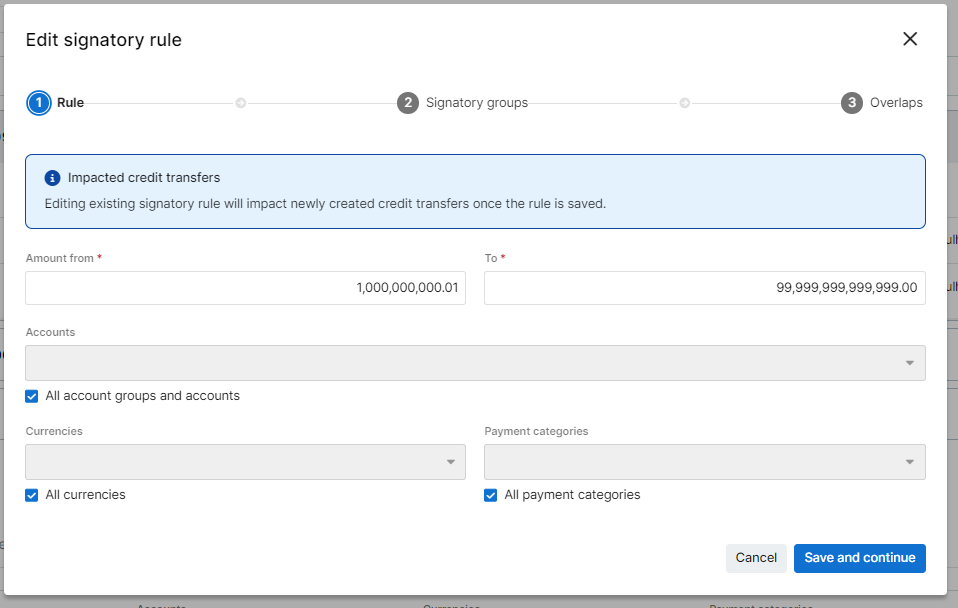 Edit signatory rule
1 Rule 2 Signatory groups 3 Overlaps
Impacted credit transfers
Editing existing signatory rule will impact newly created credit transfers once the rule is saved.
Amount from * To *
1,000,000,000.01 99,999,999,999,999.00
Accounts
All account groups and accounts
Currencies Payment categories
All currencies All payment categories
Cancel Save and continue